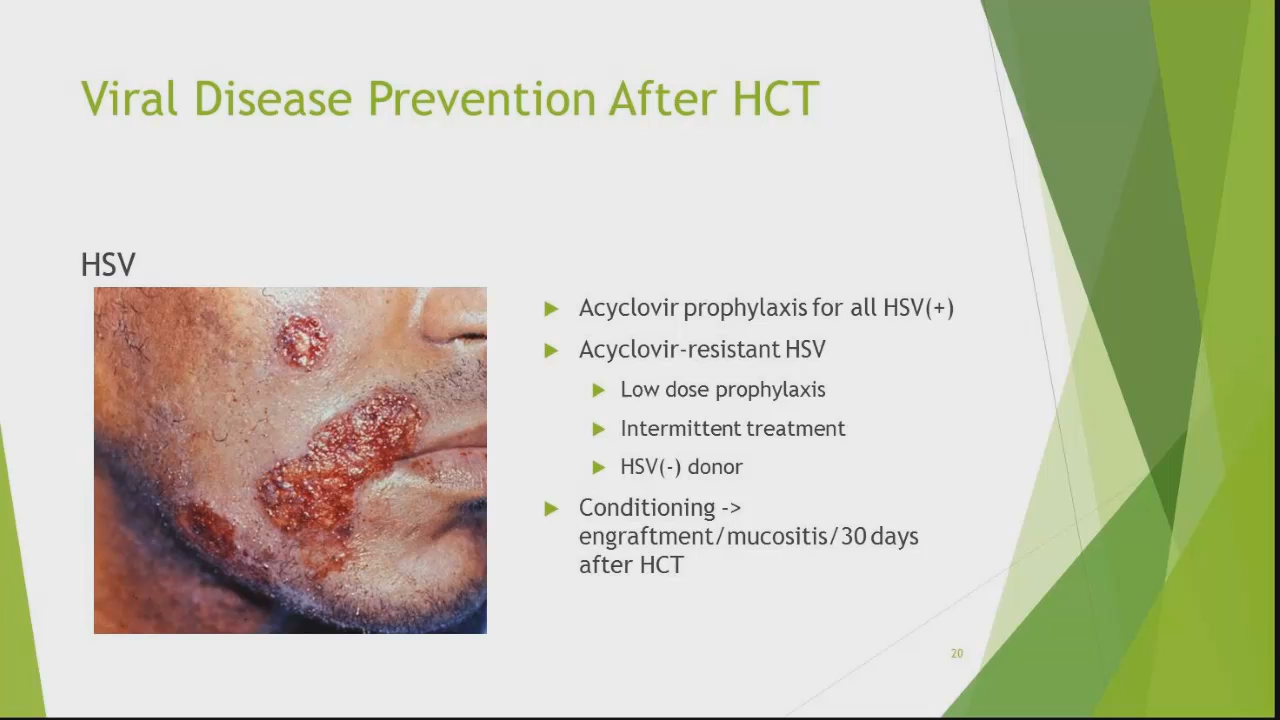 Viral Disease Prevention After HCT
HSV
Acyclovir prophylaxis for all HSV(+)
Acyclovir-resistant HSV
Low dose prophylaxis
Intermittent treatment
HSV(-) donor
Conditioning ->
engraftment/mucositis/30 days
after HCT
20